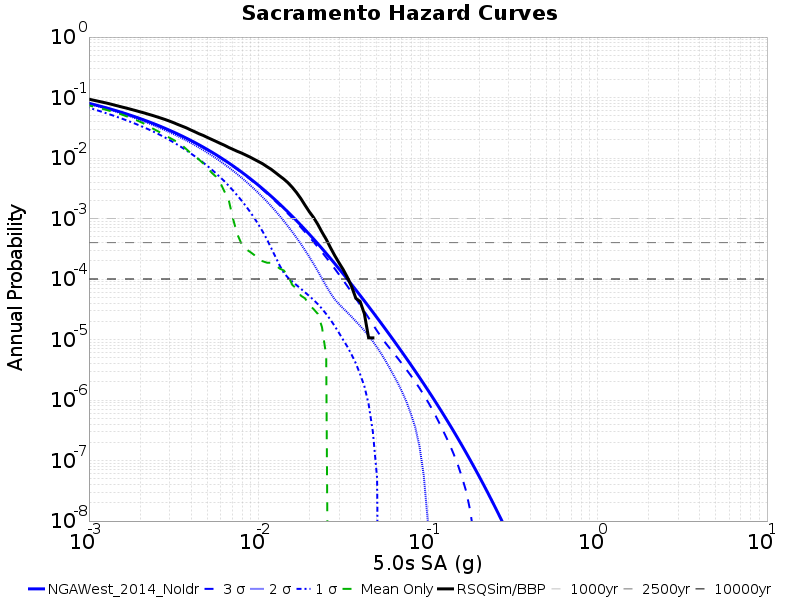 Sacramento Hazard Curves
Annual Probability
10^0
10^-1
10^-2
10^-3
10^-4
10^-5
10^-6
10^-7
10^-8
10^-3 10^-2 10^-1 10^0 10^1
5.0s SA (g)
NGAWest_2014_NoIdr 3 σ 2 σ 1 σ Mean Only RSQSim/BBP 1000yr 2500yr 10000yr